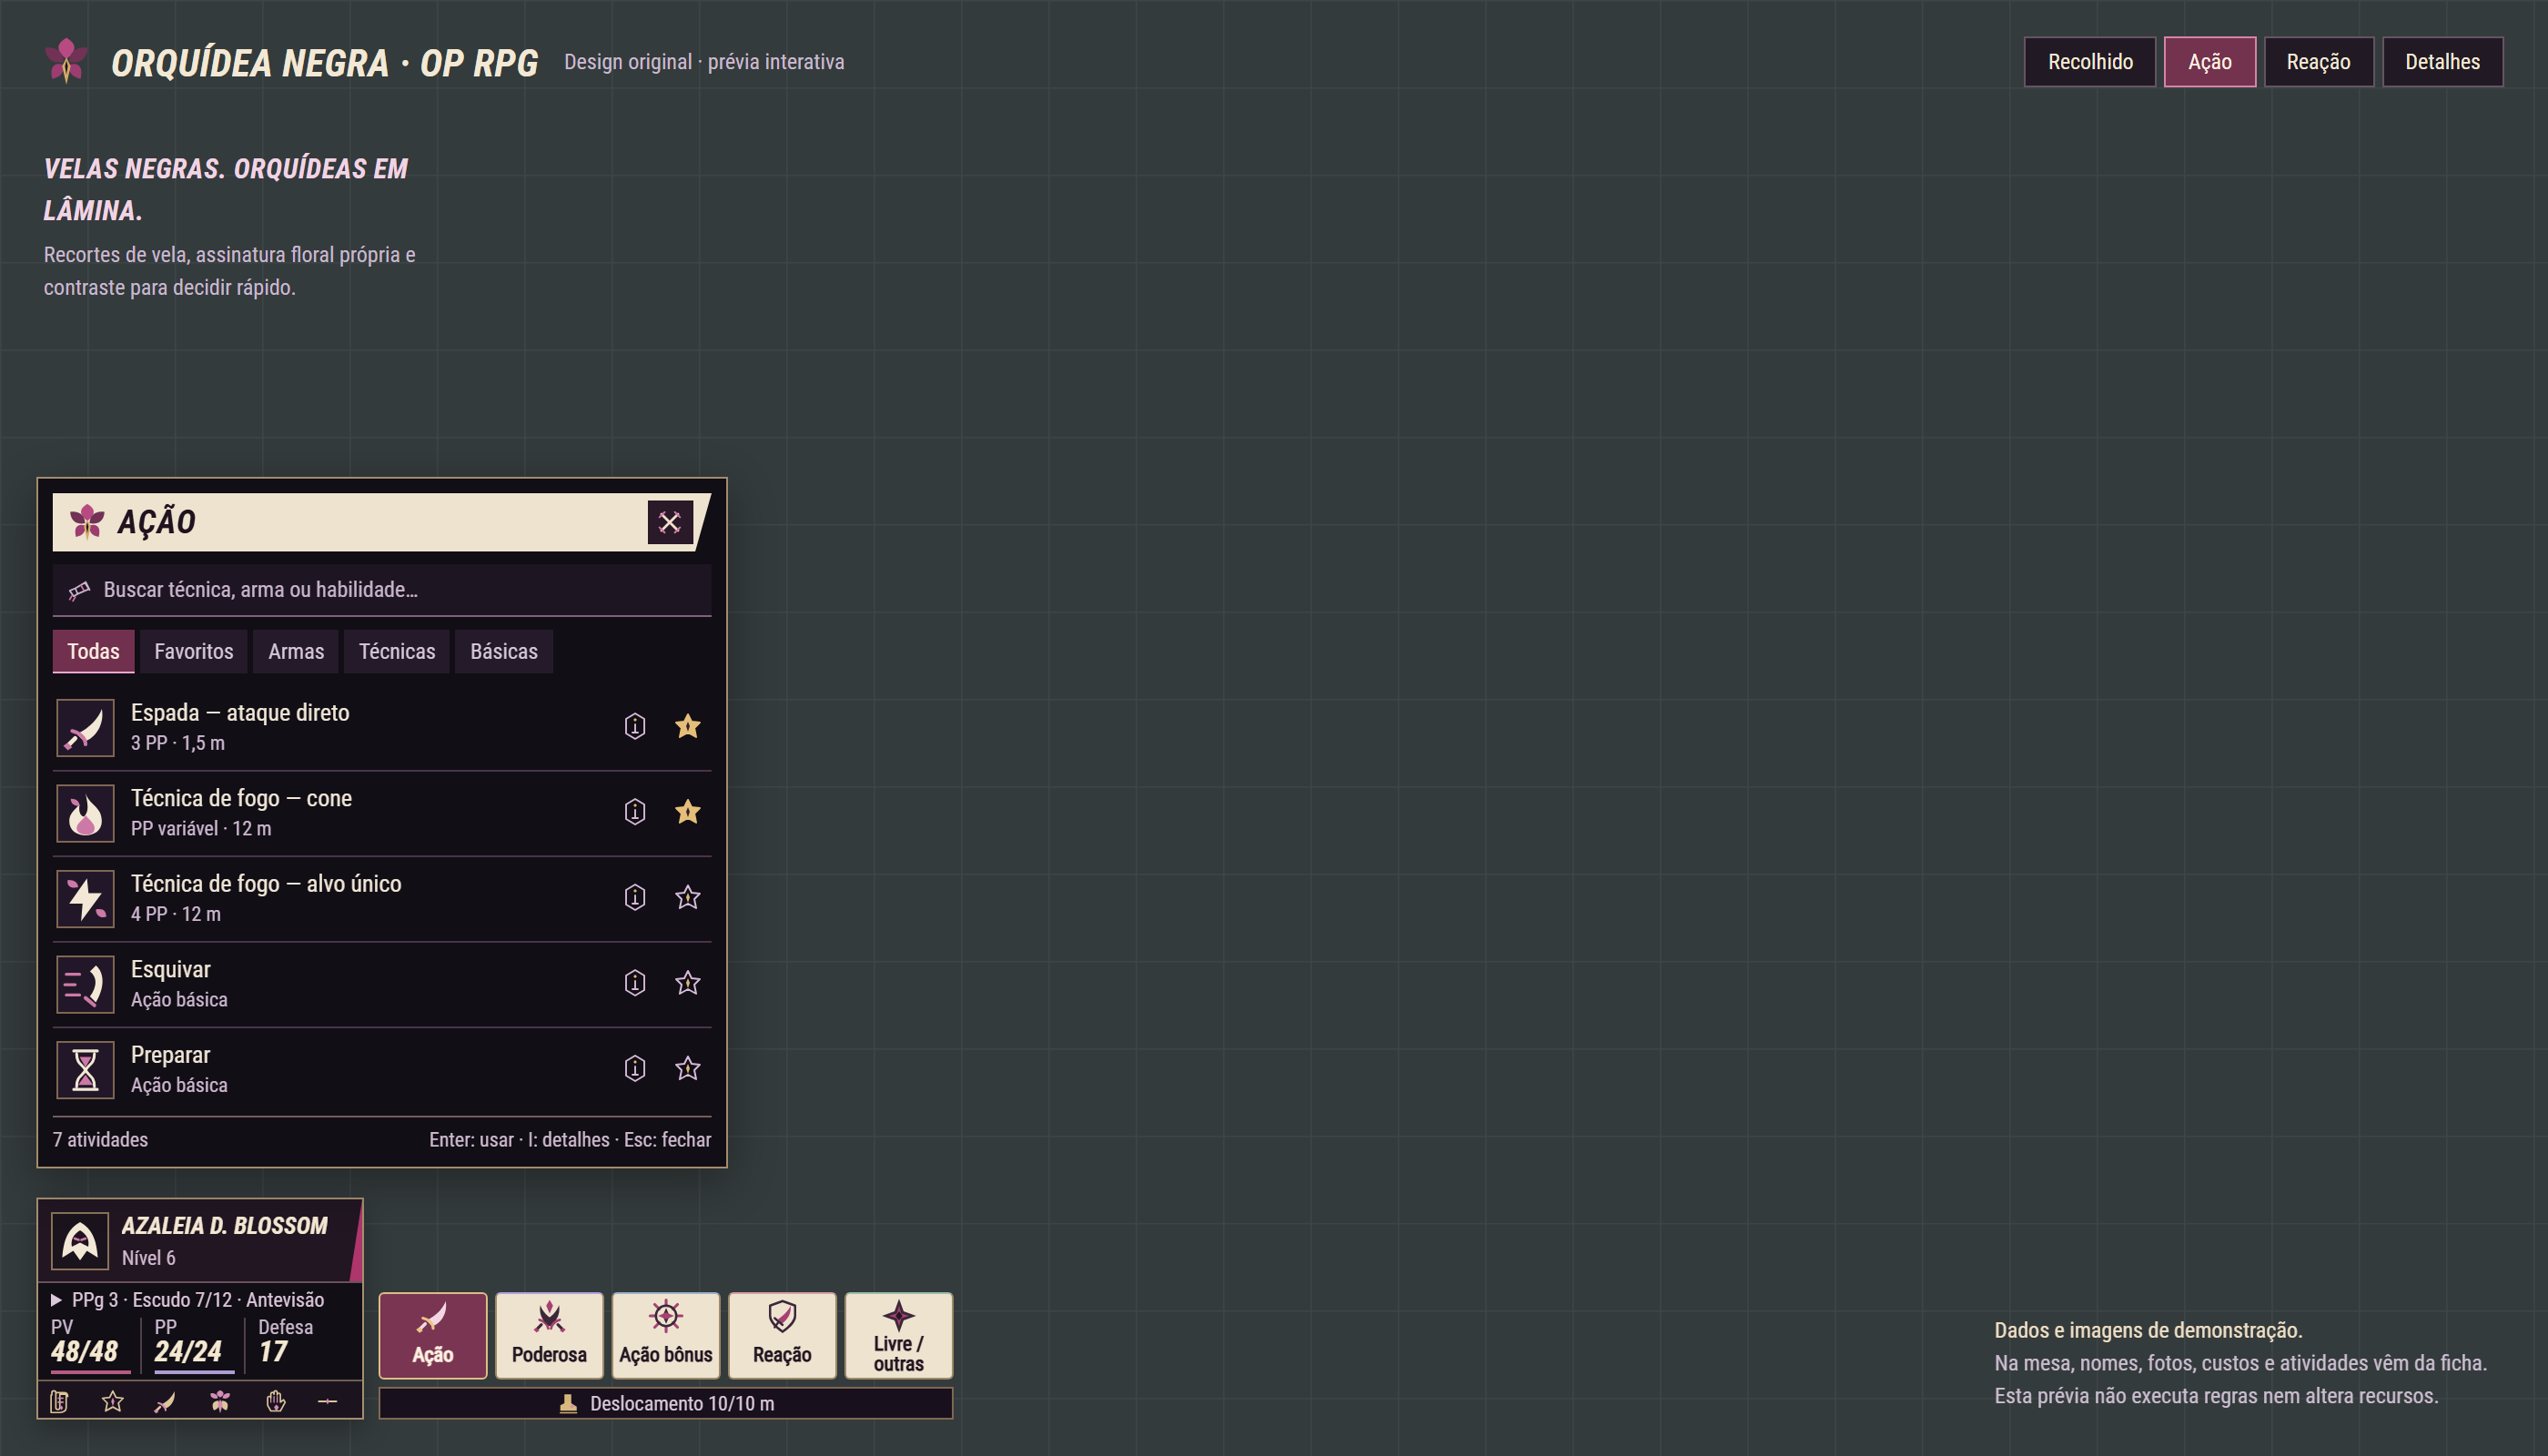 ORQUÍDEA NEGRA · OP RPG
Design original · prévia interativa
Recolhido
Ação
Reação
Detalhes
VELAS NEGRAS. ORQUÍDEAS EM
LÂMINA.
Recortes de vela, assinatura floral própria e
contraste para decidir rápido.
AÇÃO
Buscar técnica, arma ou habilidade…
Todas
Favoritos
Armas
Técnicas
Básicas
Espada — ataque direto
3 PP · 1,5 m
Técnica de fogo — cone
PP variável · 12 m
Técnica de fogo — alvo único
4 PP · 12 m
Esquivar
Ação básica
Preparar
Ação básica
7 atividades
Enter: usar · I: detalhes · Esc: fechar
AZALEIA D. BLOSSOM
Nível 6
PPg 3 · Escudo 7/12 · Antevisão
PV
48/48
PP
24/24
Defesa
17
Ação
Poderosa
Ação bônus
Reação
Livre /
outras
Deslocamento 10/10 m
Dados e imagens de demonstração.
Na mesa, nomes, fotos, custos e atividades vêm da ficha.
Esta prévia não executa regras nem altera recursos.